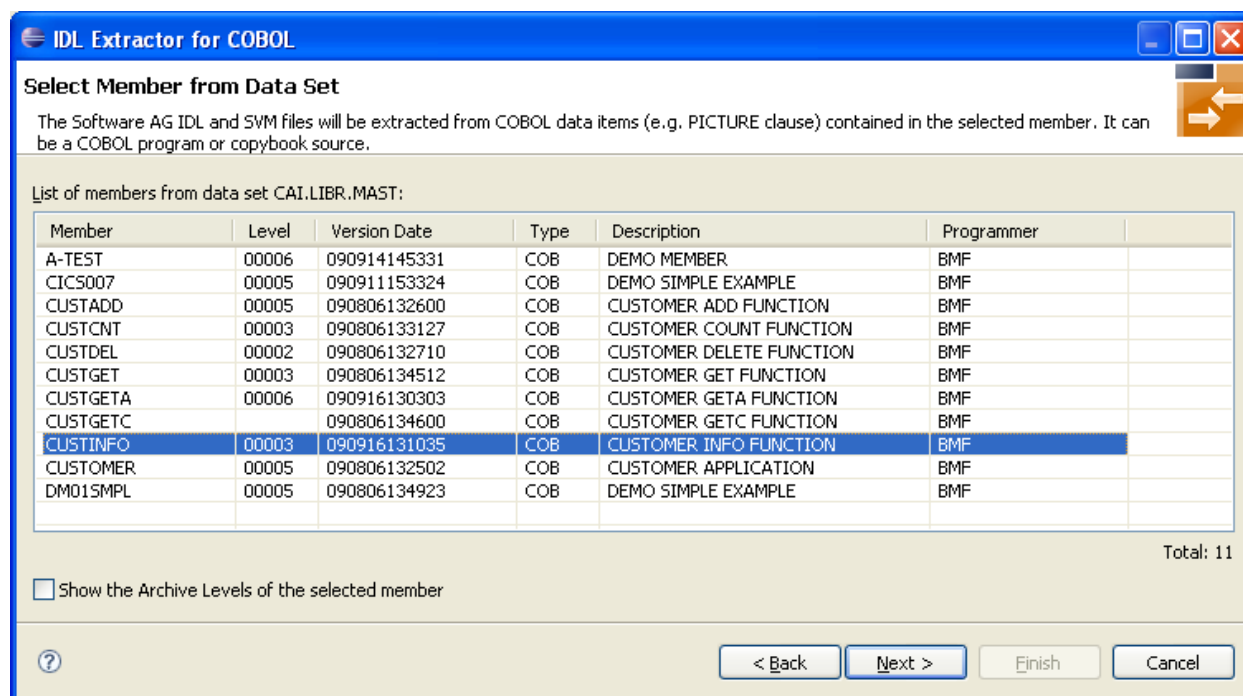 IDL Extractor for COBOL
Select Member from Data Set
The Software AG IDL and SVM files will be extracted from COBOL data items (e.g. PICTURE clause) contained in the selected member. It can
be a COBOL program or copybook source.
List of members from data set CAI.LIBR.MAST:
Member Level Version Date Type Description Programmer
A-TEST 00006 090914145331 COB DEMO MEMBER BMF
CICS007 00005 090911153324 COB DEMO SIMPLE EXAMPLE BMF
CUSTADD 00005 090806132600 COB CUSTOMER ADD FUNCTION BMF
CUSTCNT 00003 090806133127 COB CUSTOMER COUNT FUNCTION BMF
CUSTDEL 00002 090806132710 COB CUSTOMER DELETE FUNCTION BMF
CUSTGET 00003 090806134512 COB CUSTOMER GET FUNCTION BMF
CUSTGETA 00006 090916130303 COB CUSTOMER GETA FUNCTION BMF
CUSTGETC 090806134600 COB CUSTOMER GETC FUNCTION BMF
CUSTINFO 00003 090916131035 COB CUSTOMER INFO FUNCTION BMF
CUSTOMER 00005 090806132502 COB CUSTOMER APPLICATION BMF
DM01SMPL 00005 090806134923 COB DEMO SIMPLE EXAMPLE BMF
Total: 11
Show the Archive Levels of the selected member
? < Back Next > Finish Cancel